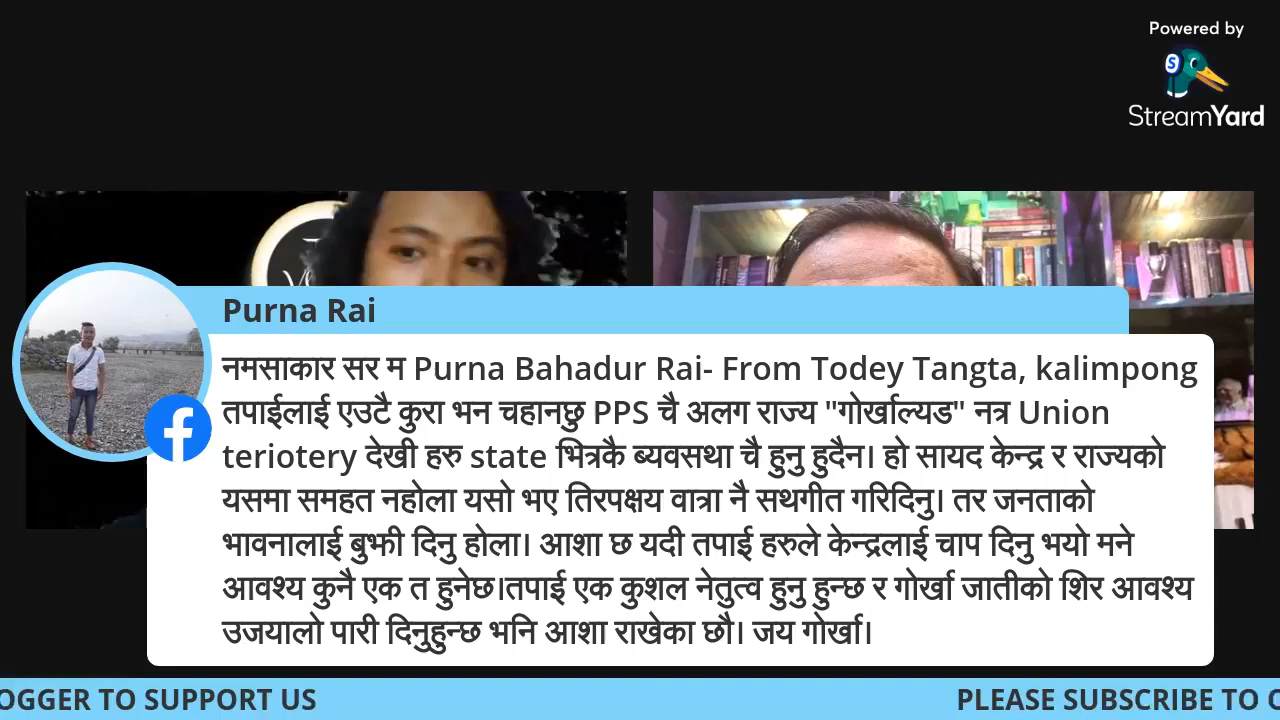 Powered by
StreamYard
Purna Rai
नमसाकार सर म Purna Bahadur Rai- From Todey Tangta, kalimpong
तपाईलाई एउटै कुरा भन चहानछु PPS चै अलग राज्य "गोर्खाल्यड" नत्र Union
teriotery देखी हरु state भित्रकै ब्यवसथा चै हुनु हुदैन। हो सायद केन्द्र र राज्यको
यसमा समहत नहोला यसो भए तिरपक्षय वात्रा नै सथगीत गरिदिनु। तर जनताको
भावनालाई बुझी दिनु होला। आशा छ यदी तपाई हरुले केन्द्रलाई चाप दिनु भयो मने
आवश्य कुनै एक त हुनेछ।तपाई एक कुशल नेतुत्व हुनु हुन्छ र गोर्खा जातीको शिर आवश्य
उजयालो पारी दिनुहुन्छ भनि आशा राखेका छौ। जय गोर्खा।
OGGER TO SUPPORT US PLEASE SUBSCRIBE TO